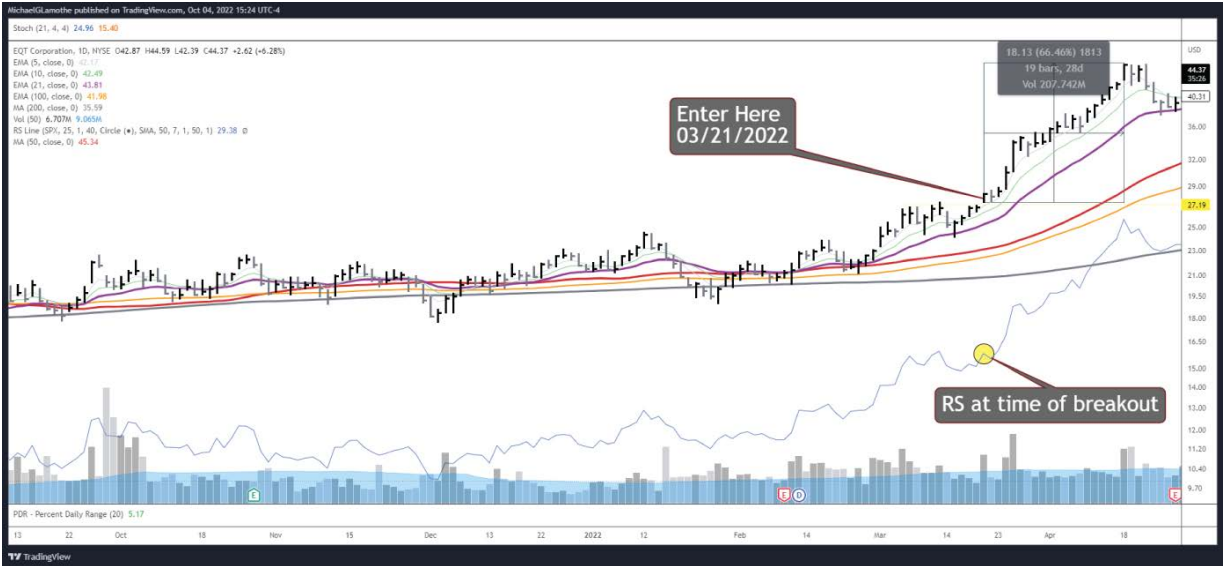 MichaelGLamothe published on TradingView.com, Oct 04, 2022 15:24 UTC-4
Stoch (21, 4, 4) 24.96 15.40
EQT Corporation, 1D, NYSE O42.87 H44.59 L42.39 C44.37 +2.62 (+6.28%)
EMA (5, close, 0) 42.17
EMA (10, close, 0) 42.49
EMA (21, close, 0) 43.81
EMA (100, close, 0) 41.98
MA (200, close, 0) 35.59
Vol (50) 6.707M 9.065M
RS Line (SPX, 25, 1, 40, Circle (●), SMA, 50, 7, 1, 50, 1) 29.38 Ø
MA (50, close, 0) 45.34
18.13 (66.46%) 1813
19 bars, 28d
Vol 207.742M
Enter Here
03/21/2022
RS at time of breakout
USD
44.37
35:26
40.31
36.00
32.00
29.00
27.19
25.00
23.00
21.00
19.50
18.00
16.50
15.00
14.00
13.00
12.00
11.20
10.40
9.70
E
E D
E
PDR - Percent Daily Range (20) 5.17
13 22 Oct 18 Nov 15 Dec 13 22 2022 12 Feb 14 Mar 14 23 Apr 18
TradingView